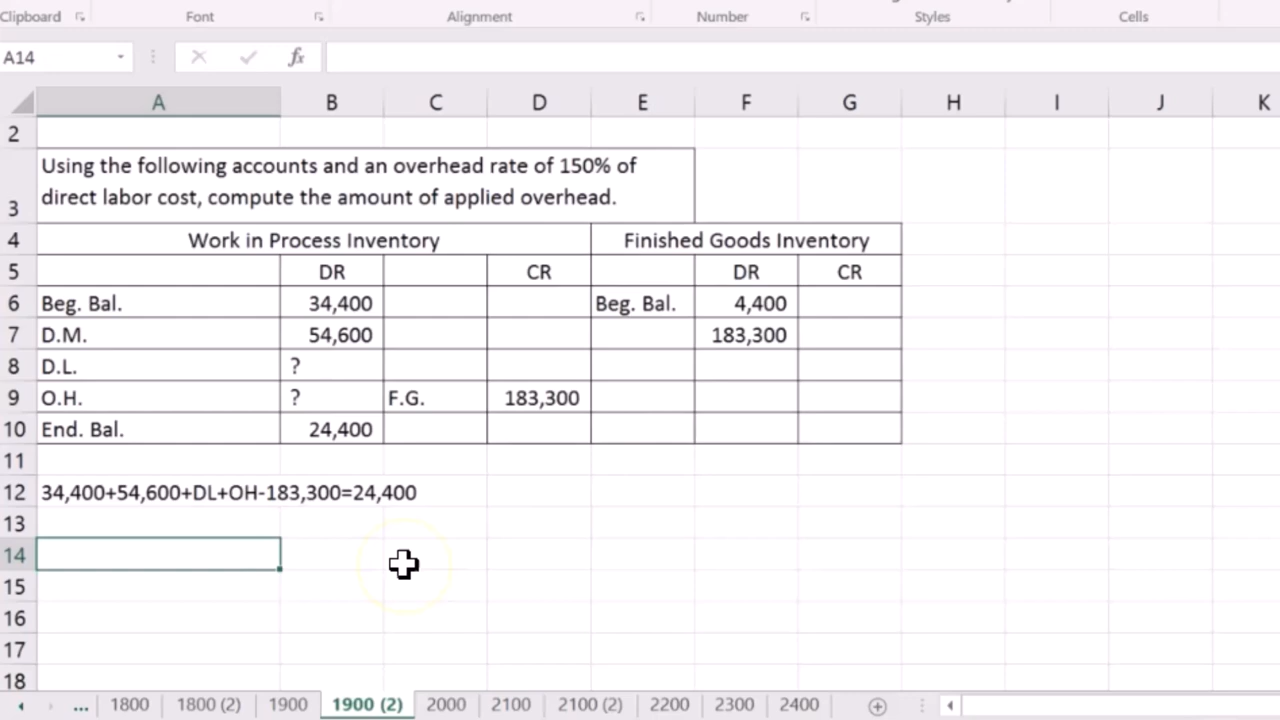 Clipboard Font Alignment Number Styles Cells
A14 fx
A B C D E F G H I J K
2
Using the following accounts and an overhead rate of 150% of
3 direct labor cost, compute the amount of applied overhead.
4 Work in Process Inventory Finished Goods Inventory
5 DR CR DR CR
6 Beg. Bal. 34,400 Beg. Bal. 4,400
7 D.M. 54,600 183,300
8 D.L. ?
9 O.H. ? F.G. 183,300
10 End. Bal. 24,400
11
12 34,400+54,600+DL+OH-183,300=24,400
13
14
15
16
17
18
... 1800 1800 (2) 1900 1900 (2) 2000 2100 2100 (2) 2200 2300 2400